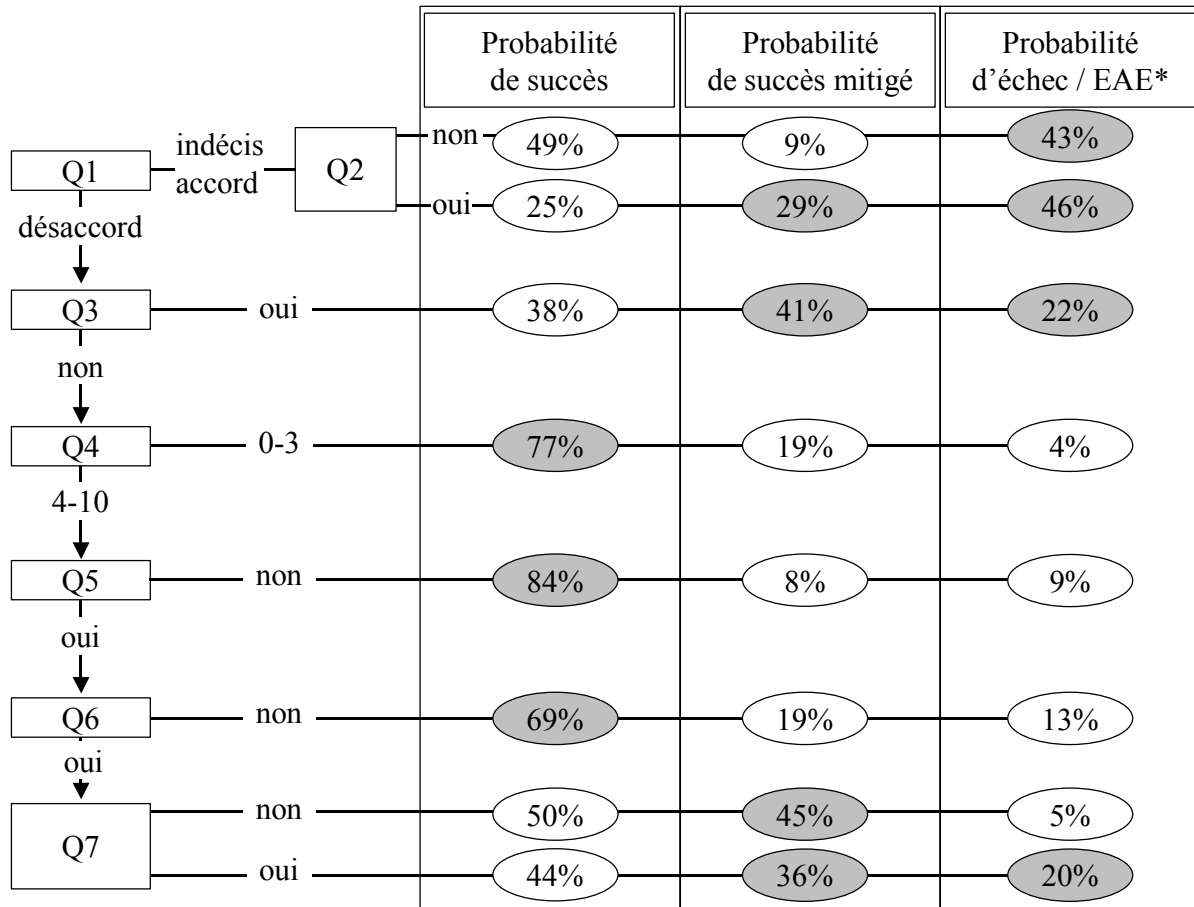 Probabilité
de succès
Probabilité
de succès mitigé
Probabilité
d'échec / EAE*
Q1
indécis
accord
Q2
non
49%
9%
43%
oui
25%
29%
46%
désaccord
Q3
oui
38%
41%
22%
non
Q4
0-3
77%
19%
4%
4-10
Q5
non
84%
8%
9%
oui
Q6
non
69%
19%
13%
oui
Q7
non
50%
45%
5%
oui
44%
36%
20%